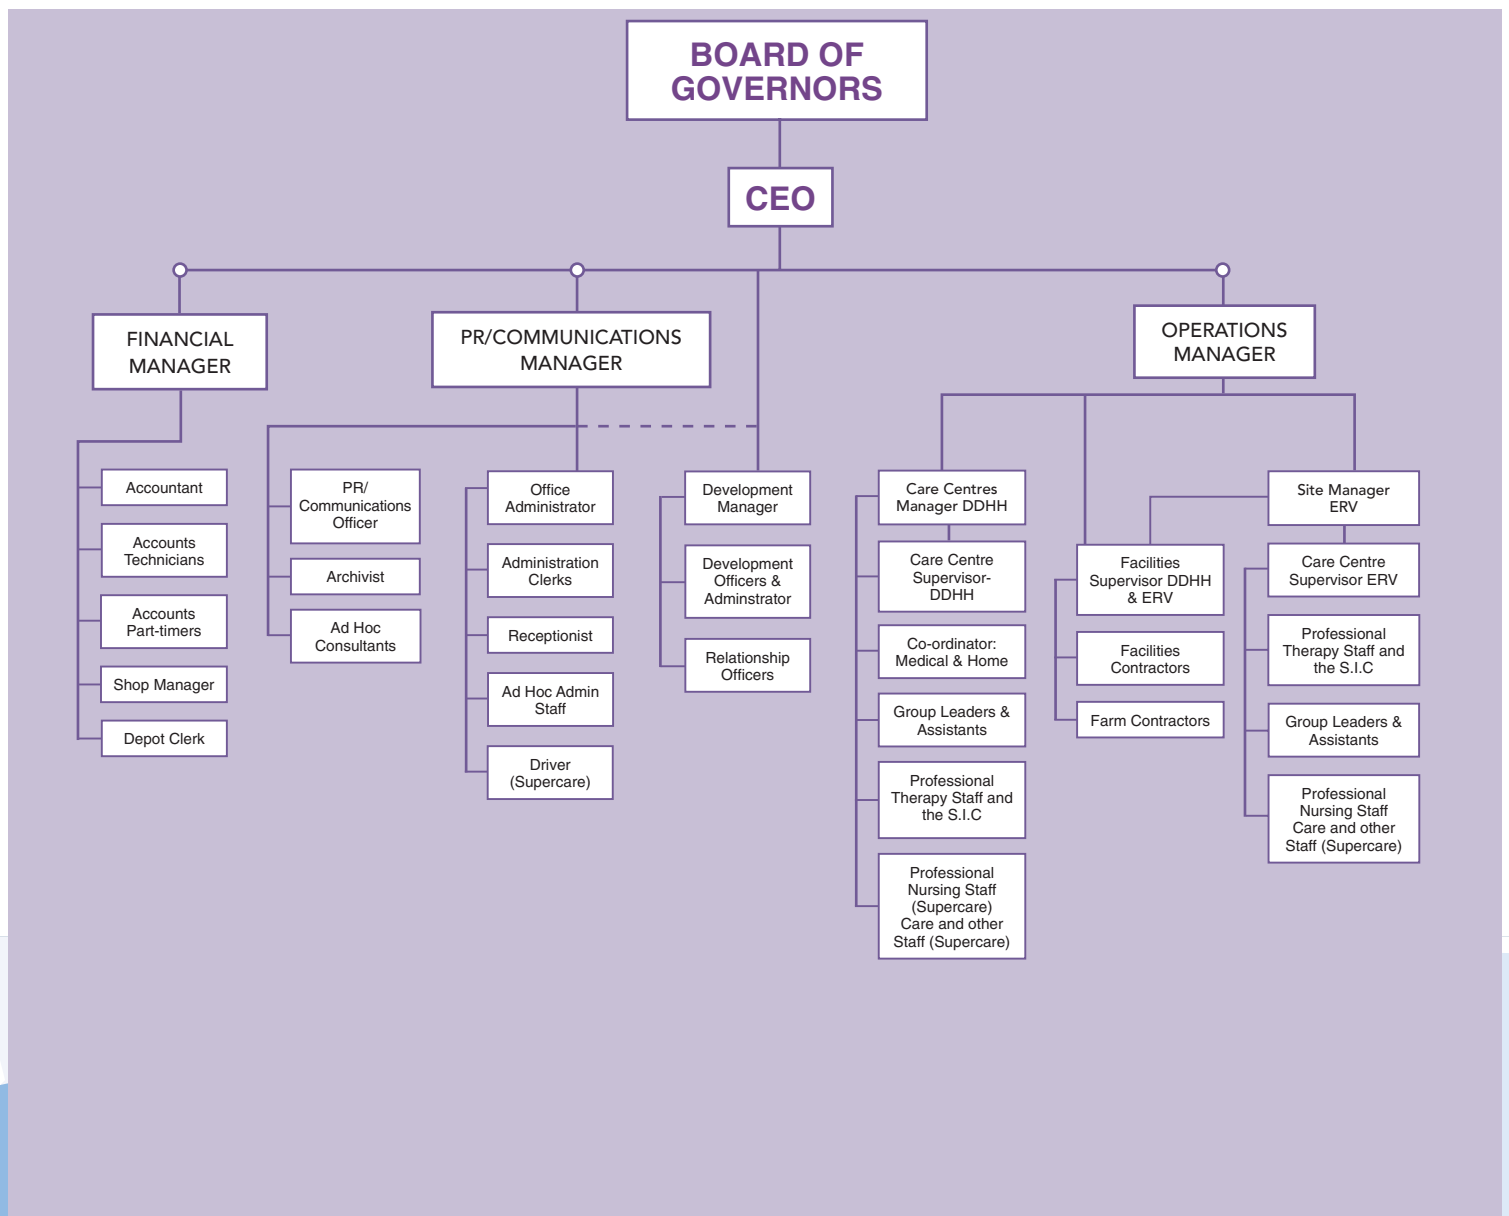 BOARD OF
GOVERNORS
CEO
FINANCIAL
MANAGER
PR/COMMUNICATIONS
MANAGER
OPERATIONS
MANAGER
Accountant
Accounts
Technicians
Accounts
Part-timers
Shop Manager
Depot Clerk
PR/
Communications
Officer
Archivist
Ad Hoc
Consultants
Office
Administrator
Administration
Clerks
Receptionist
Ad Hoc Admin
Staff
Driver
(Supercare)
Development
Manager
Development
Officers &
Adminstrator
Relationship
Officers
Care Centres
Manager DDHH
Care Centre
Supervisor-
DDHH
Co-ordinator:
Medical & Home
Group Leaders &
Assistants
Professional
Therapy Staff and
the S.I.C
Professional
Nursing Staff
(Supercare)
Care and other
Staff (Supercare)
Facilities
Supervisor DDHH
& ERV
Facilities
Contractors
Farm Contractors
Site Manager
ERV
Care Centre
Supervisor ERV
Professional
Therapy Staff and
the S.I.C
Group Leaders &
Assistants
Professional
Nursing Staff
Care and other
Staff (Supercare)